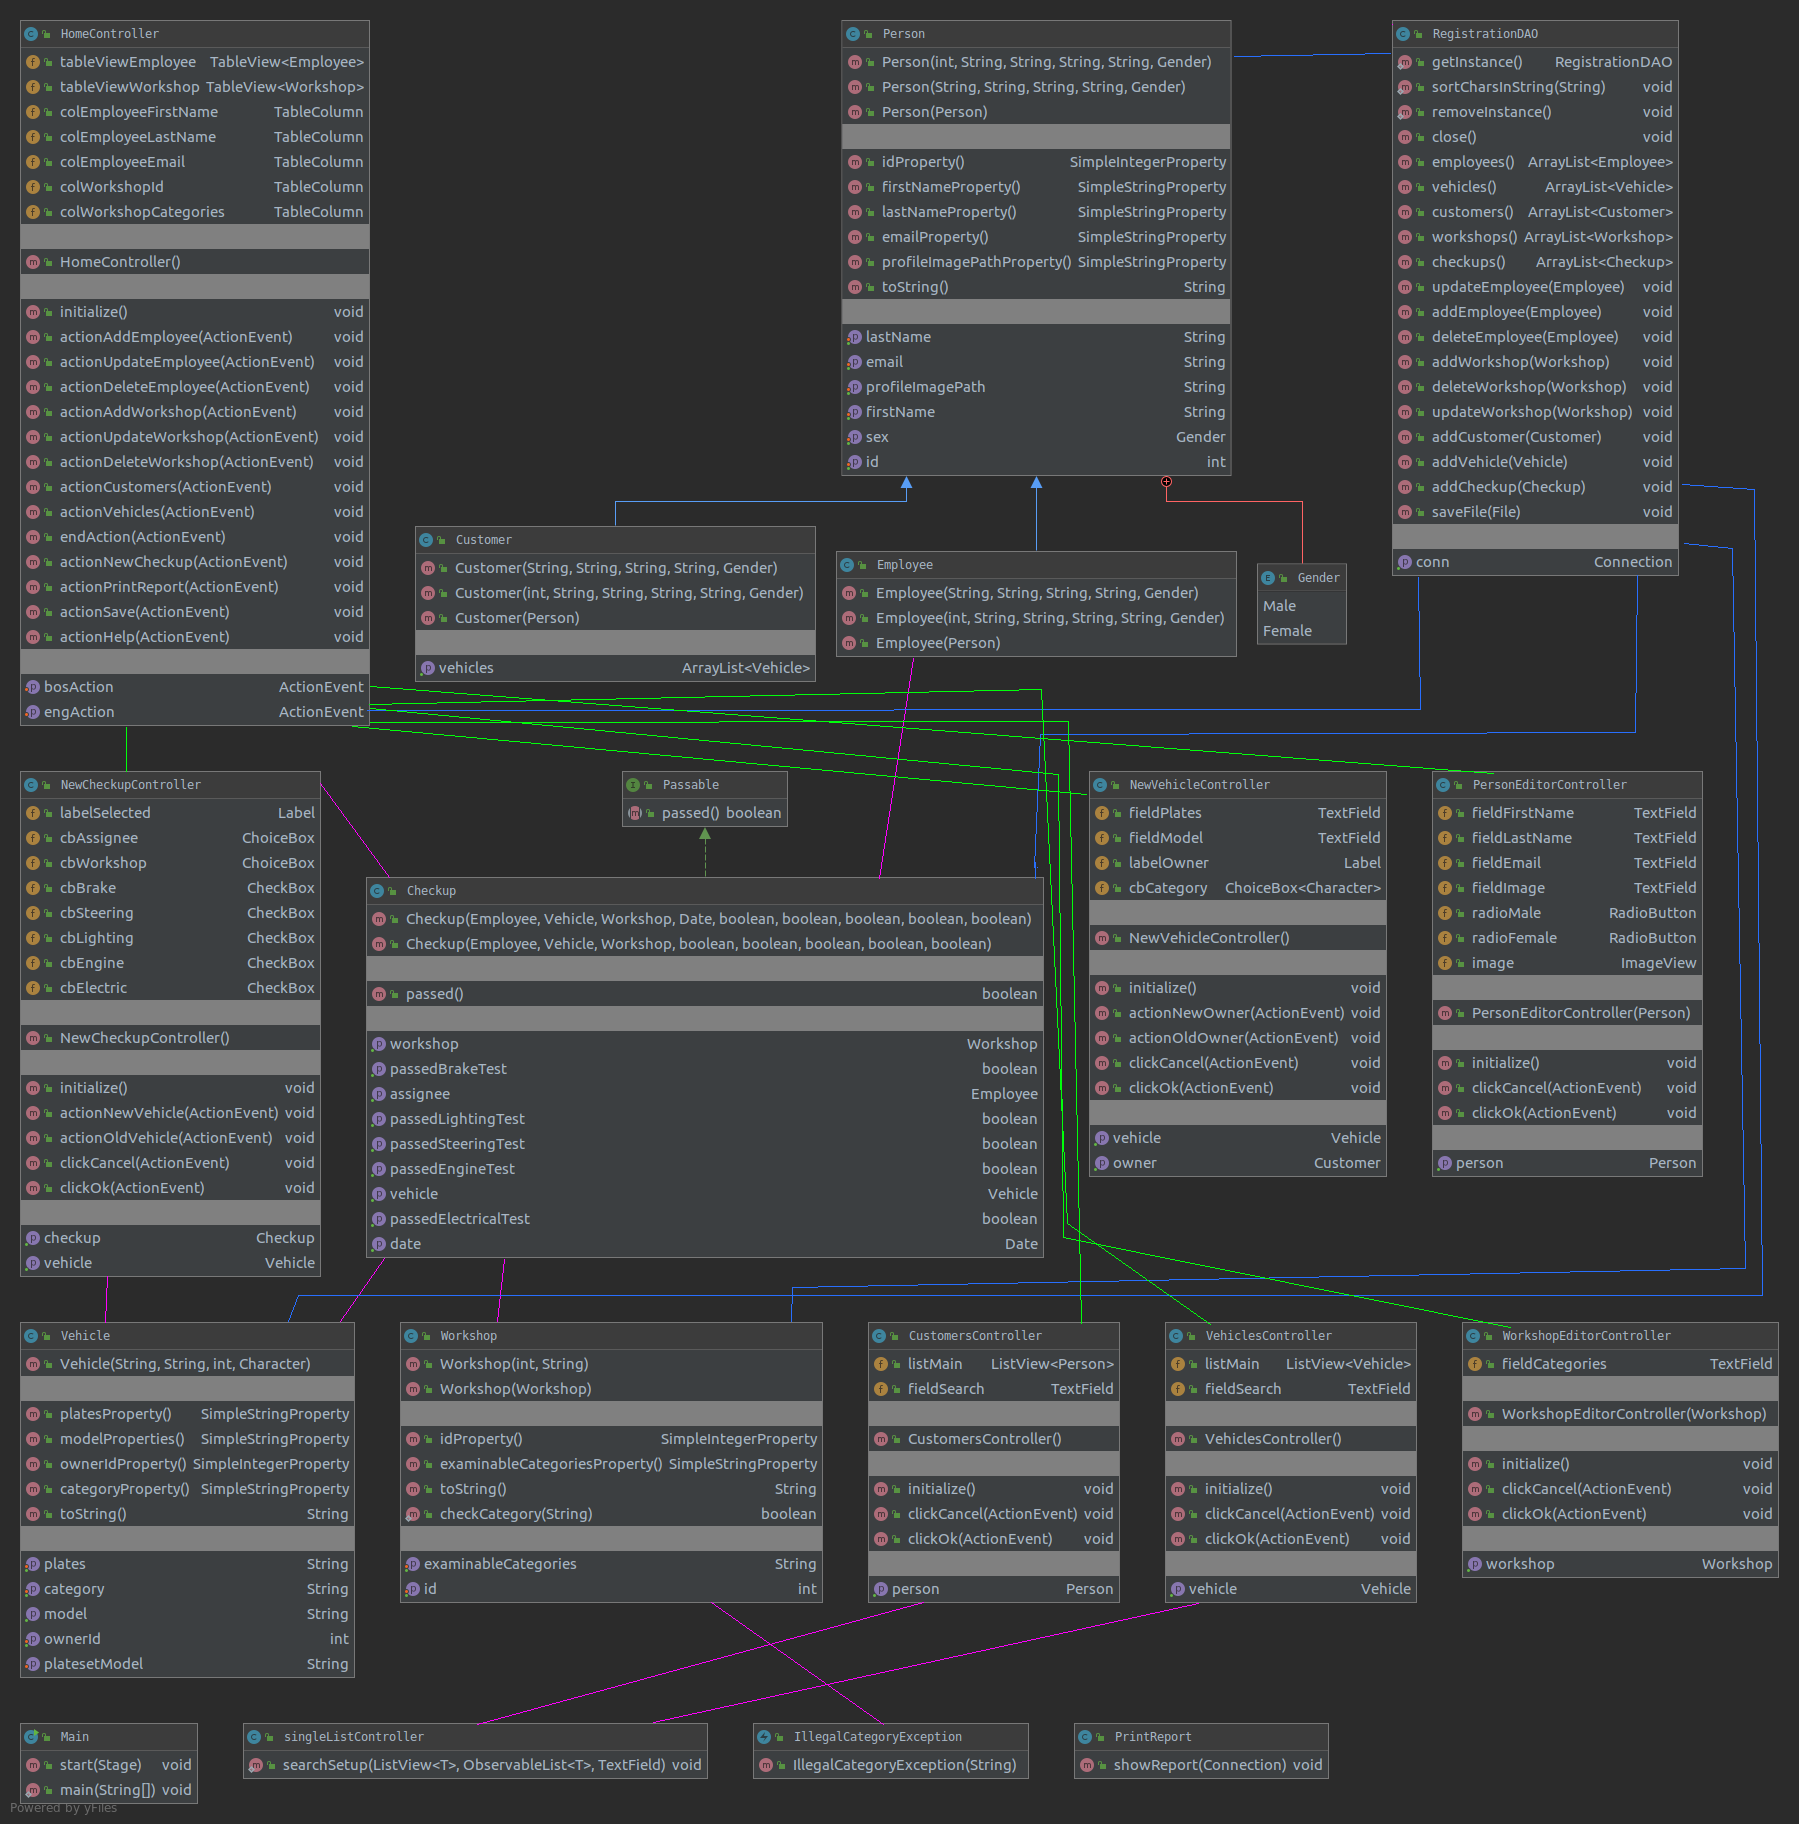 HomeController
tableViewEmployee TableView<Employee>
tableViewWorkshop TableView<Workshop>
colEmployeeFirstName TableColumn
colEmployeeLastName TableColumn
colEmployeeEmail TableColumn
colWorkshopId TableColumn
colWorkshopCategories TableColumn
HomeController()
initialize() void
actionAddEmployee(ActionEvent) void
actionUpdateEmployee(ActionEvent) void
actionDeleteEmployee(ActionEvent) void
actionAddWorkshop(ActionEvent) void
actionUpdateWorkshop(ActionEvent) void
actionDeleteWorkshop(ActionEvent) void
actionCustomers(ActionEvent) void
actionVehicles(ActionEvent) void
endAction(ActionEvent) void
actionNewCheckup(ActionEvent) void
actionPrintReport(ActionEvent) void
actionSave(ActionEvent) void
actionHelp(ActionEvent) void
bosAction ActionEvent
engAction ActionEvent
Person
Person(int, String, String, String, String, Gender)
Person(String, String, String, String, Gender)
Person(Person)
idProperty() SimpleIntegerProperty
firstNameProperty() SimpleStringProperty
lastNameProperty() SimpleStringProperty
emailProperty() SimpleStringProperty
profileImagePathProperty() SimpleStringProperty
toString() String
lastName String
email String
profileImagePath String
firstName String
sex Gender
id int
RegistrationDAO
getInstance() RegistrationDAO
sortCharsInString(String) void
removeInstance() void
close() void
employees() ArrayList<Employee>
vehicles() ArrayList<Vehicle>
customers() ArrayList<Customer>
workshops() ArrayList<Workshop>
checkups() ArrayList<Checkup>
updateEmployee(Employee) void
addEmployee(Employee) void
deleteEmployee(Employee) void
addWorkshop(Workshop) void
deleteWorkshop(Workshop) void
updateWorkshop(Workshop) void
addCustomer(Customer) void
addVehicle(Vehicle) void
addCheckup(Checkup) void
saveFile(File) void
conn Connection
Customer
Customer(String, String, String, String, Gender)
Customer(int, String, String, String, String, Gender)
Customer(Person)
vehicles ArrayList<Vehicle>
Employee
Employee(String, String, String, String, Gender)
Employee(int, String, String, String, String, Gender)
Employee(Person)
Gender
Male
Female
NewCheckupController
labelSelected Label
cbAssignee ChoiceBox
cbWorkshop ChoiceBox
cbBrake CheckBox
cbSteering CheckBox
cbLighting CheckBox
cbEngine CheckBox
cbElectric CheckBox
NewCheckupController()
initialize() void
actionNewVehicle(ActionEvent) void
actionOldVehicle(ActionEvent) void
clickCancel(ActionEvent) void
clickOk(ActionEvent) void
checkup Checkup
vehicle Vehicle
Passable
passed() boolean
Checkup
Checkup(Employee, Vehicle, Workshop, Date, boolean, boolean, boolean, boolean, boolean)
Checkup(Employee, Vehicle, Workshop, boolean, boolean, boolean, boolean, boolean)
passed() boolean
workshop Workshop
passedBrakeTest boolean
assignee Employee
passedLightingTest boolean
passedSteeringTest boolean
passedEngineTest boolean
vehicle Vehicle
passedElectricalTest boolean
date Date
NewVehicleController
fieldPlates TextField
fieldModel TextField
labelOwner Label
cbCategory ChoiceBox<Character>
NewVehicleController()
initialize() void
actionNewOwner(ActionEvent) void
actionOldOwner(ActionEvent) void
clickCancel(ActionEvent) void
clickOk(ActionEvent) void
vehicle Vehicle
owner Customer
PersonEditorController
fieldFirstName TextField
fieldLastName TextField
fieldEmail TextField
fieldImage TextField
radioMale RadioButton
radioFemale RadioButton
image ImageView
PersonEditorController(Person)
initialize() void
clickCancel(ActionEvent) void
clickOk(ActionEvent) void
person Person
Vehicle
Vehicle(String, String, int, Character)
platesProperty() SimpleStringProperty
modelProperties() SimpleStringProperty
ownerIdProperty() SimpleIntegerProperty
categoryProperty() SimpleStringProperty
toString() String
plates String
category String
model String
ownerId int
platesetModel String
Workshop
Workshop(int, String)
Workshop(Workshop)
idProperty() SimpleIntegerProperty
examinableCategoriesProperty() SimpleStringProperty
toString() String
checkCategory(String) boolean
examinableCategories String
id int
CustomersController
listMain ListView<Person>
fieldSearch TextField
CustomersController()
initialize() void
clickCancel(ActionEvent) void
clickOk(ActionEvent) void
person Person
VehiclesController
listMain ListView<Vehicle>
fieldSearch TextField
VehiclesController()
initialize() void
clickCancel(ActionEvent) void
clickOk(ActionEvent) void
vehicle Vehicle
WorkshopEditorController
fieldCategories TextField
WorkshopEditorController(Workshop)
initialize() void
clickCancel(ActionEvent) void
clickOk(ActionEvent) void
workshop Workshop
Main
start(Stage) void
main(String[]) void
singleListController
searchSetup(ListView<T>, ObservableList<T>, TextField) void
IllegalCategoryException
IllegalCategoryException(String)
PrintReport
showReport(Connection) void
Powered by yFiles